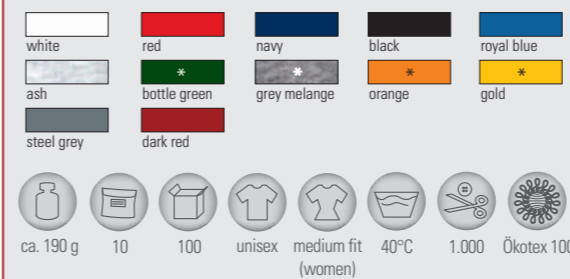 white red navy black royal blue
* * * *
ash bottle green grey melange orange gold
steel grey dark red
ca. 190 g 10 100 unisex medium fit 40°C 1.000 Ökotex 100
(women)